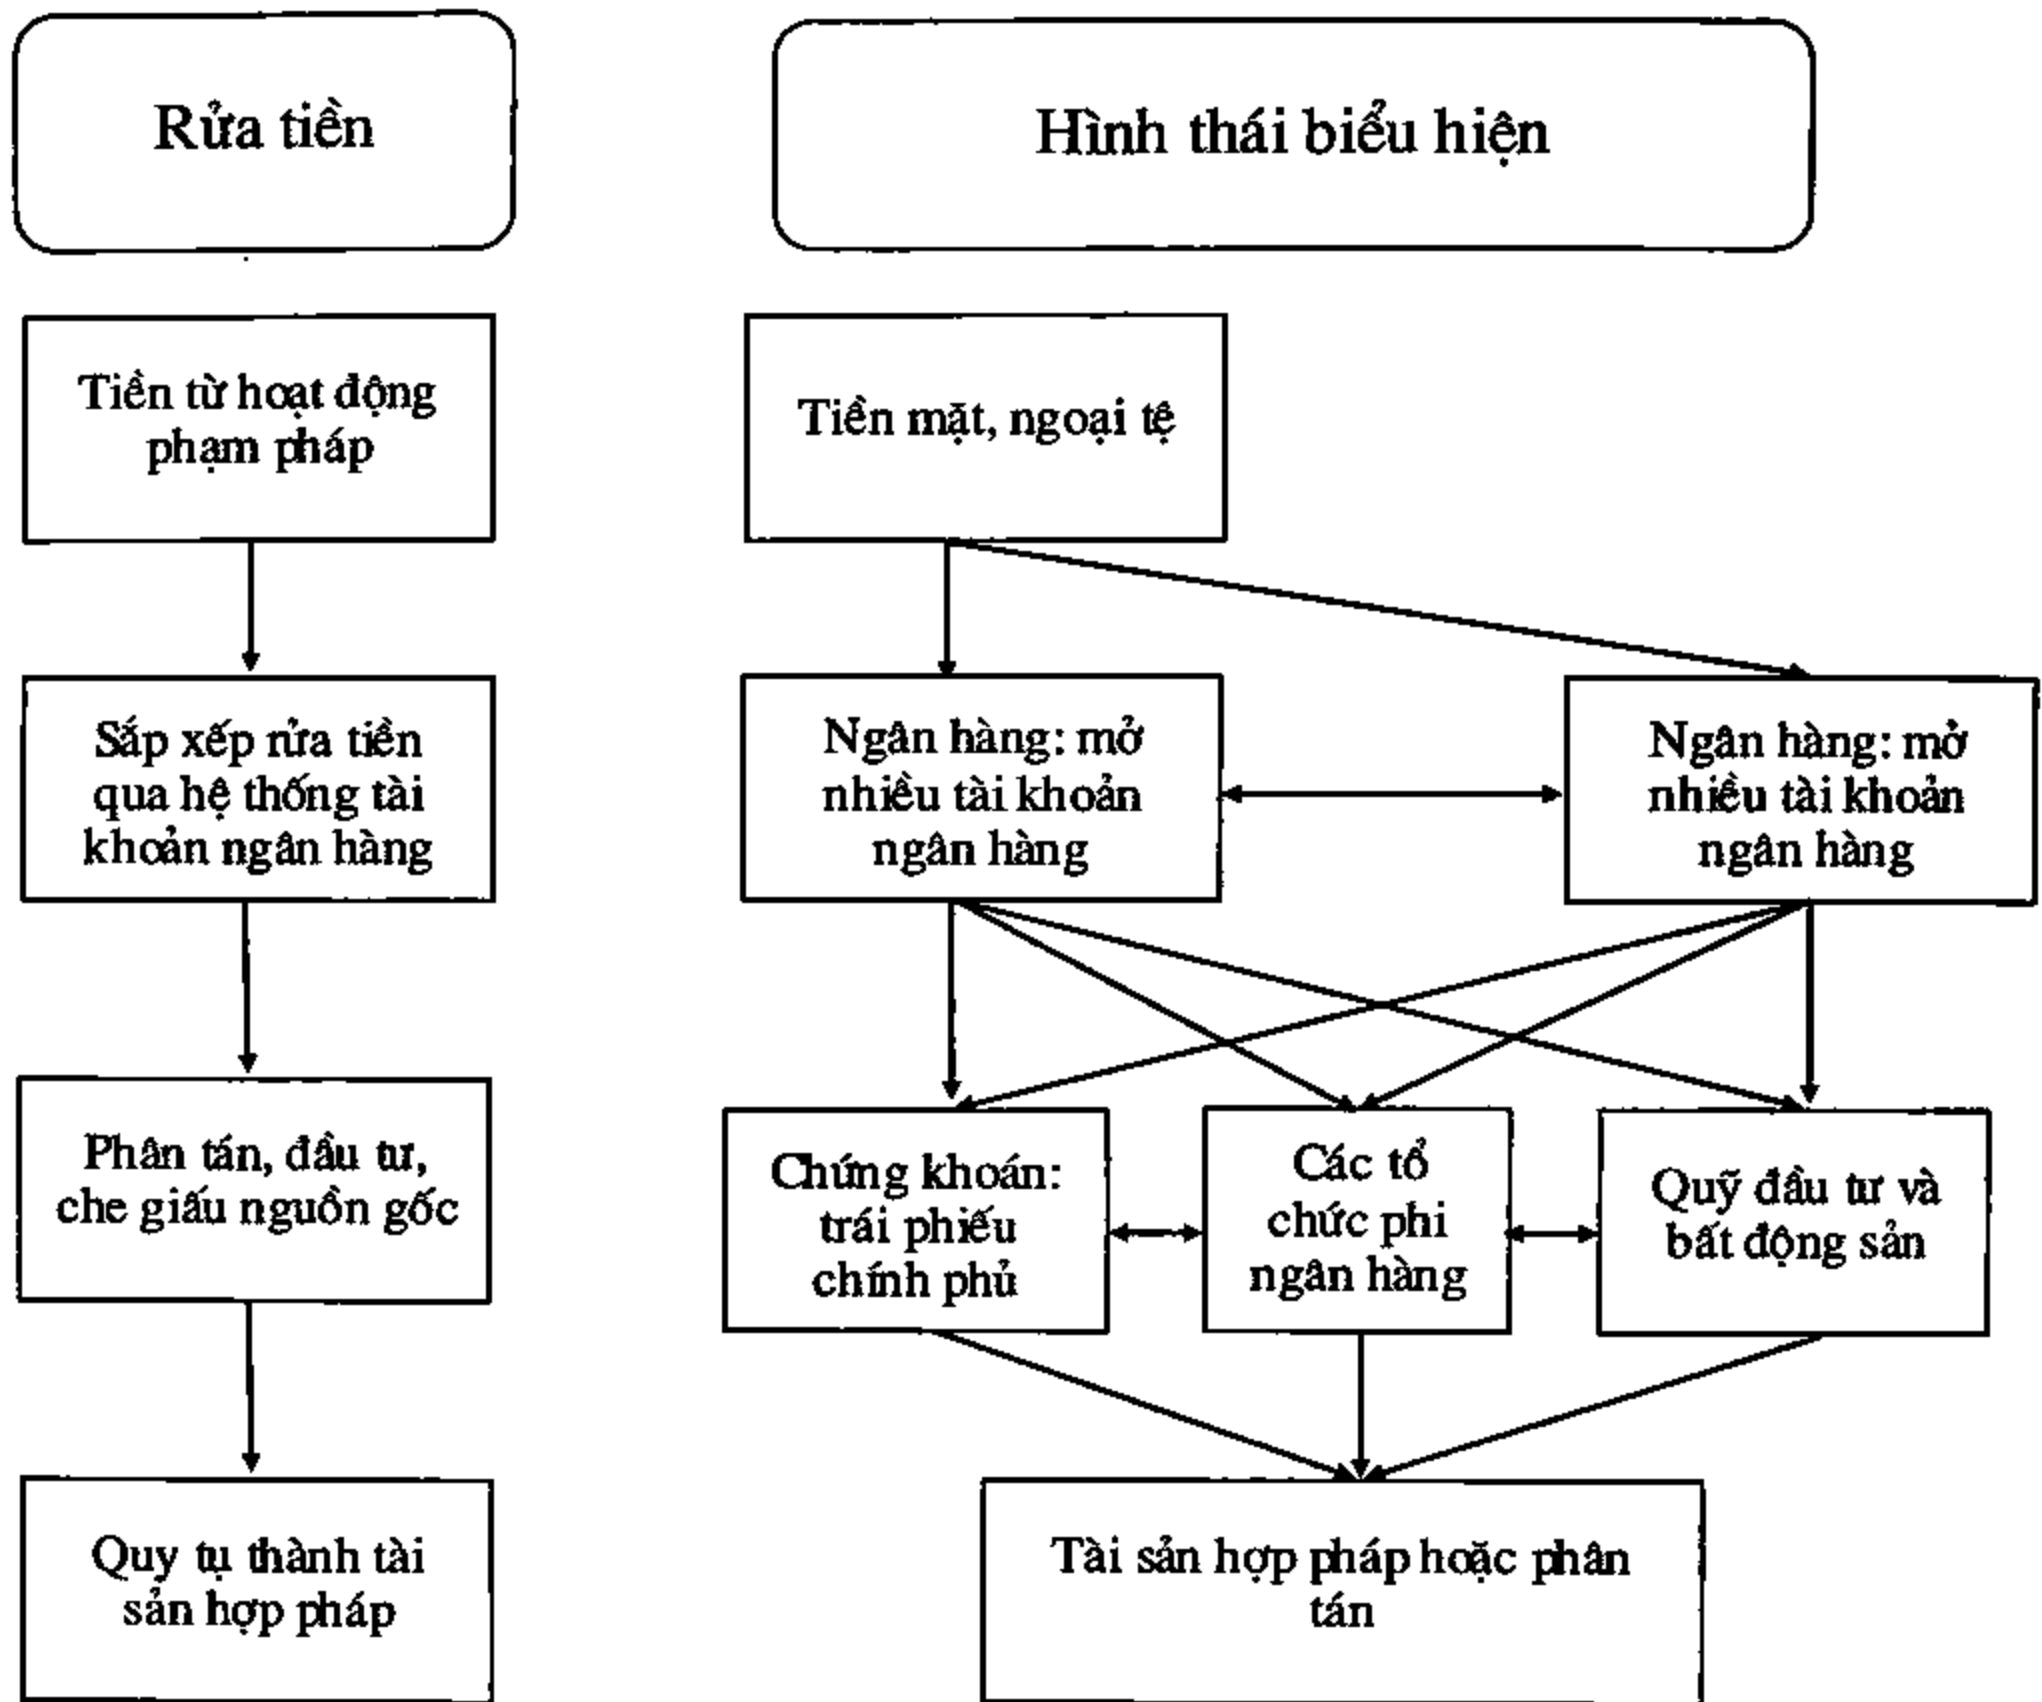 Rửa tiền
Hình thái biểu hiện
Tiền từ hoạt động
phạm pháp
Tiền mặt, ngoại tệ
Sắp xếp rửa tiền
qua hệ thống tài
khoản ngân hàng
Ngân hàng: mở
nhiều tài khoản
ngân hàng
Ngân hàng: mở
nhiều tài khoản
ngân hàng
Phân tán, đầu tư,
che giấu nguồn gốc
Chứng khoán:
trái phiếu
chính phủ
Các tổ
chức phi
ngân hàng
Quỹ đầu tư và
bất động sản
Quy tụ thành tài
sản hợp pháp
Tài sản hợp pháp hoặc phân
tán